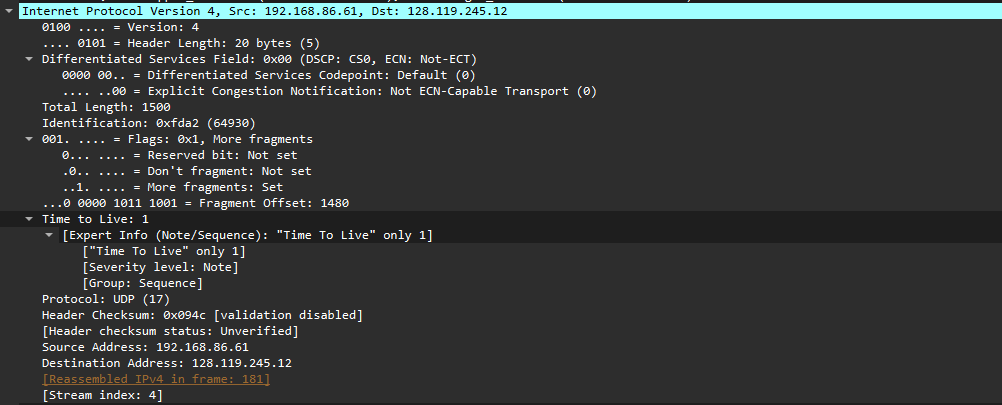 Internet Protocol Version 4, Src: 192.168.86.61, Dst: 128.119.245.12
0100 .... = Version: 4
.... 0101 = Header Length: 20 bytes (5)
Differentiated Services Field: 0x00 (DSCP: CS0, ECN: Not-ECT)
0000 00.. = Differentiated Services Codepoint: Default (0)
.... ..00 = Explicit Congestion Notification: Not ECN-Capable Transport (0)
Total Length: 1500
Identification: 0xfda2 (64930)
001. .... = Flags: 0x1, More fragments
0... .... = Reserved bit: Not set
.0.. .... = Don't fragment: Not set
..1. .... = More fragments: Set
...0 0000 1011 1001 = Fragment Offset: 1480
Time to Live: 1
[Expert Info (Note/Sequence): "Time To Live" only 1]
["Time To Live" only 1]
[Severity level: Note]
[Group: Sequence]
Protocol: UDP (17)
Header Checksum: 0x094c [validation disabled]
[Header checksum status: Unverified]
Source Address: 192.168.86.61
Destination Address: 128.119.245.12
[Reassembled IPv4 in frame: 181]
[Stream index: 4]